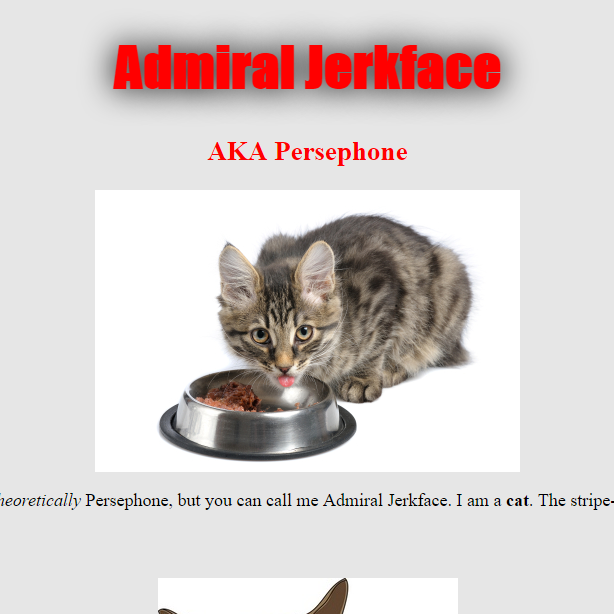 Admiral Jerkface
AKA Persephone
heoretically Persephone, but you can call me Admiral Jerkface. I am a cat. The stripe-